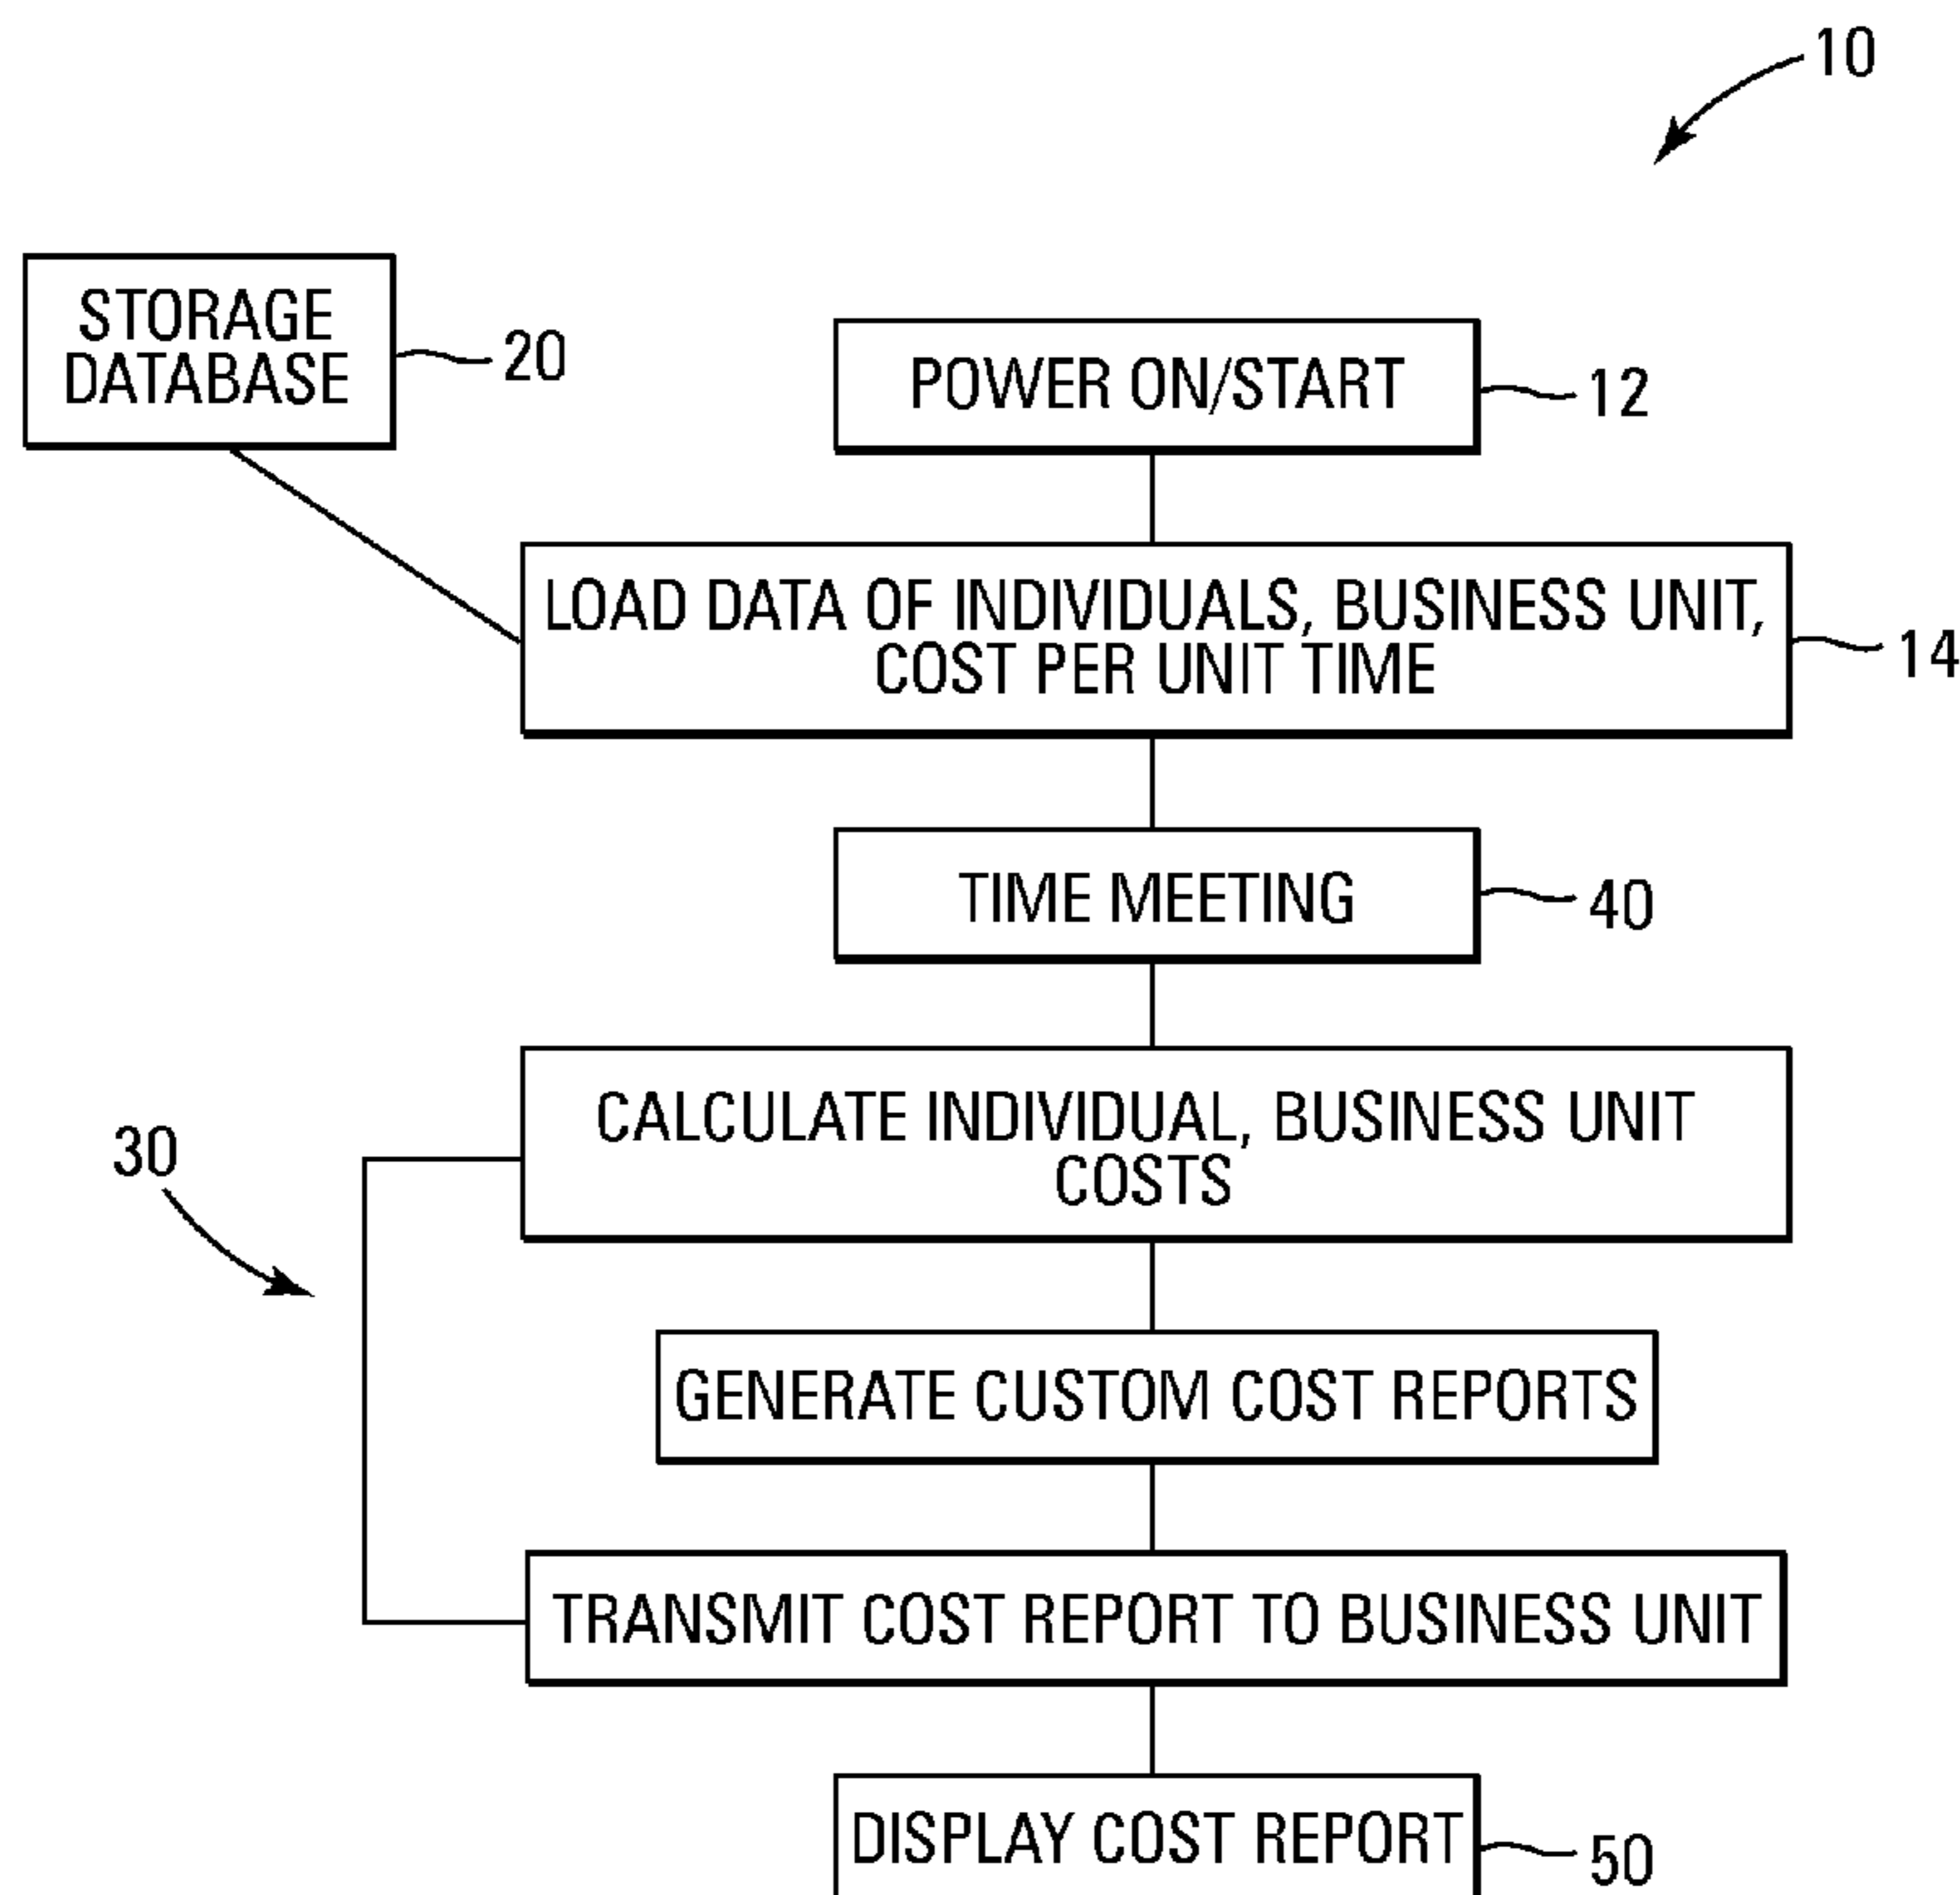 10
STORAGE
DATABASE
20
POWER ON/START
12
LOAD DATA OF INDIVIDUALS, BUSINESS UNIT,
COST PER UNIT TIME
14
TIME MEETING
40
CALCULATE INDIVIDUAL, BUSINESS UNIT
COSTS
30
GENERATE CUSTOM COST REPORTS
TRANSMIT COST REPORT TO BUSINESS UNIT
DISPLAY COST REPORT
50